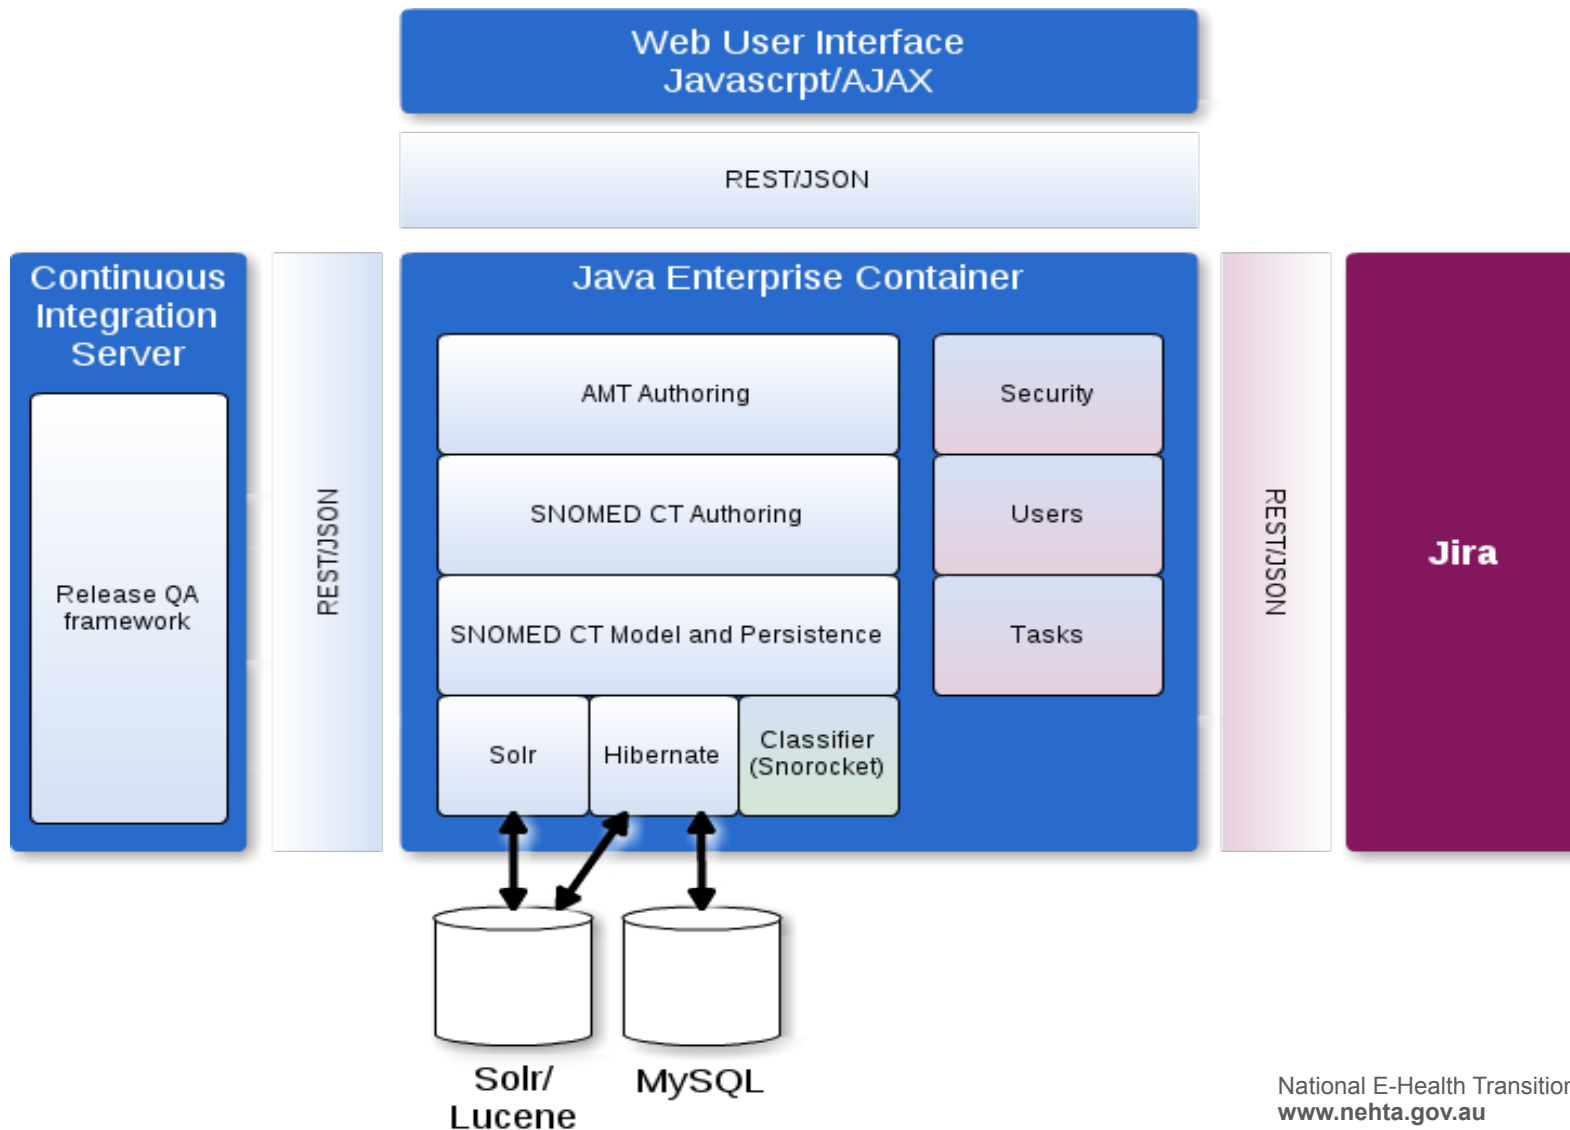 Web User Interface
Javascrpt/AJAX
REST/JSON
Continuous
Integration
Server
Release QA
framework
REST/JSON
Java Enterprise Container
AMT Authoring
SNOMED CT Authoring
SNOMED CT Model and Persistence
Solr
Hibernate
Classifier
(Snorocket)
Security
Users
Tasks
REST/JSON
Jira
Solr/
Lucene
MySQL
National E-Health Transition
www.nehta.gov.au